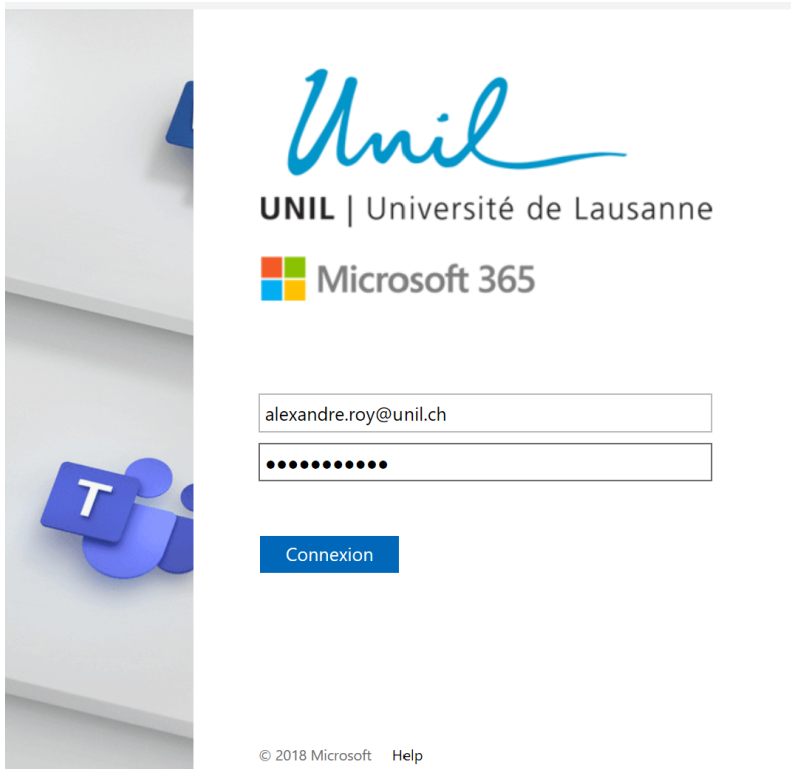 Unil
UNIL | Université de Lausanne
Microsoft 365
alexandre.roy@unil.ch
●●●●●●●●●●●
Connexion
T
© 2018 Microsoft Help